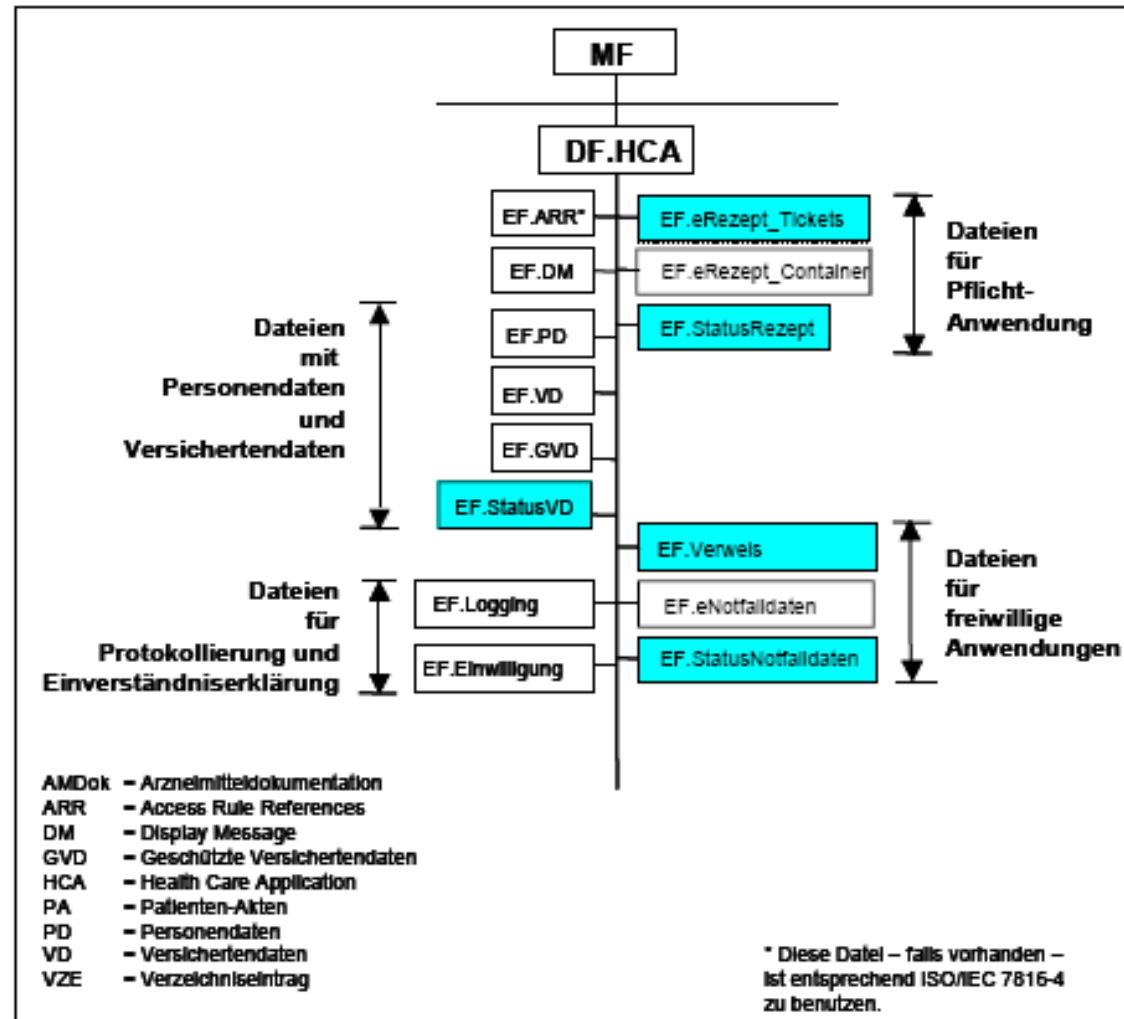 MF
DF.HCA
EF.ARR*
EF.eRezept_Tickets
EF.DM
EF.eRezept_Container
EF.PD
EF.StatusRezept
EF.VD
EF.GVD
EF.StatusVD
EF.Verweis
EF.Logging
EF.eNotfalldaten
EF.Einwilligung
EF.StatusNotfalldaten
Dateien
für
Pflicht-
Anwendung
Dateien
mit
Personendaten
und
Versichertendaten
Dateien
für
freiwillige
Anwendungen
Dateien
für
Protokollierung und
Einverständniserklärung
AMDok = Arzneimitteldokumentation
ARR = Access Rule References
DM = Display Message
GVD = Geschützte Versichertendaten
HCA = Health Care Application
PA = Patienten-Akten
PD = Personendaten
VD = Versichertendaten
VZE = Verzeichniseintrag
* Diese Datei – falls vorhanden –
ist entsprechend ISO/IEC 7816-4
zu benutzen.